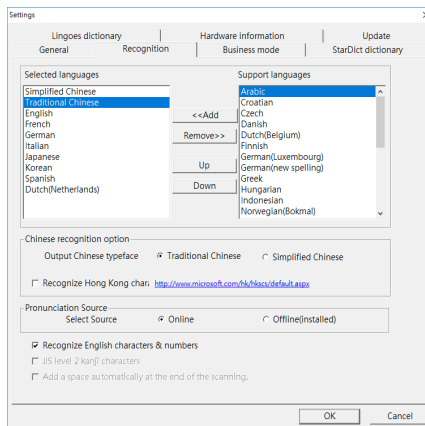 Settings
Lingoes dictionary
Hardware information
Update
General
Recognition
Business mode
StarDict dictionary
Selected languages
Simplified Chinese
Traditional Chinese
English
French
German
Italian
Japanese
Korean
Spanish
Dutch(Netherlands)
<<Add
Remove>>
Up
Down
Support languages
Arabic
Croatian
Czech
Danish
Dutch(Belgium)
Finnish
German(Luxembourg)
German(new spelling)
Greek
Hungarian
Indonesian
Norwegian(Bokmal)
Chinese recognition option
Output Chinese typeface
Traditional Chinese
Simplified Chinese
Recognize Hong Kong chara
http://www.microsoft.com/hk/hkscs/default.aspx
Pronunciation Source
Select Source
Online
Offline(installed)
Recognize English characters & numbers
JIS level 2 kanji characters
Add a space automatically at the end of the scanning.
OK
Cancel